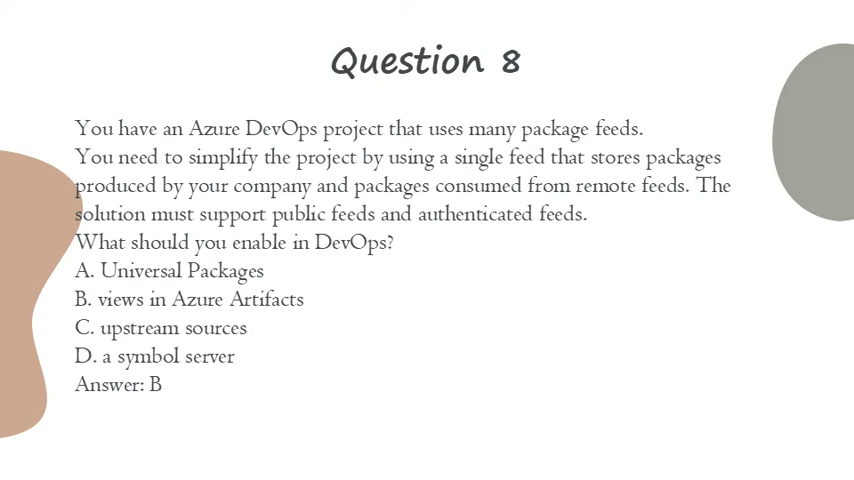 Question 8
You have an Azure DevOps project that uses many package feeds.
You need to simplify the project by using a single feed that stores packages
produced by your company and packages consumed from remote feeds. The
solution must support public feeds and authenticated feeds.
What should you enable in DevOps?
A. Universal Packages
B. views in Azure Artifacts
C. upstream sources
D. a symbol server
Answer: B